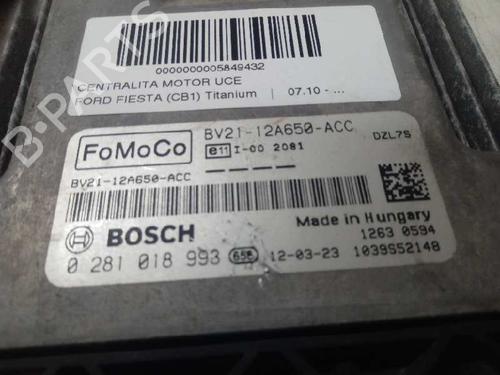 0000000005849432
CENTRALITA MOTOR UCE
FORD FIESTA (CB1) Titanium | 07.10 - ...
FoMoCo
BV21-12A650-ACC
DZL7S
e11 I-00 2081
BV21-12A650-ACC
BOSCH
Made in Hungary
1263 0594
0 281 018 993 658 12-03-23 1039S52148
B-PARTS